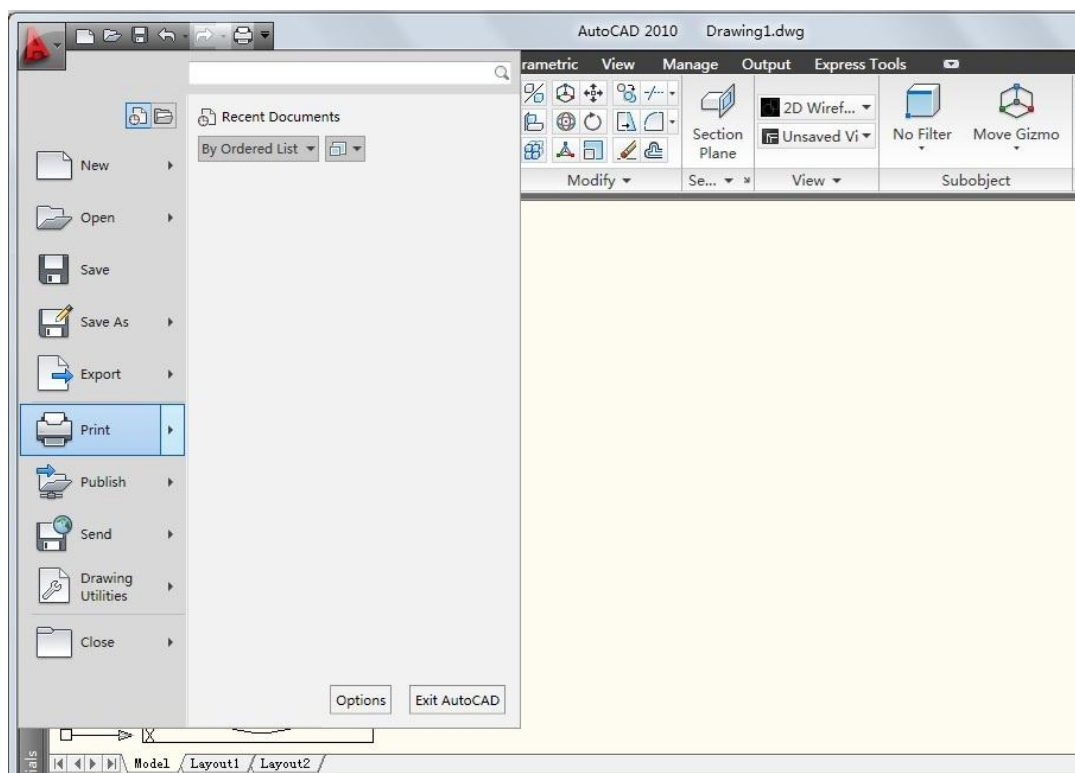 AutoCAD 2010 Drawing1.dwg
rametric View Manage Output Express Tools
Recent Documents
By Ordered List
New
Open
Save
Save As
Export
Print
Publish
Send
Drawing
Utilities
Close
Options Exit AutoCAD
Section
Plane
2D Wiref...
Unsaved Vi
No Filter
Move Gizmo
Modify
Se...
View
Subobject
X
ials
Model Layout1 Layout2